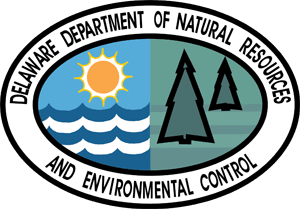 DELAWARE DEPARTMENT OF NATURAL RESOURCES
AND ENVIRONMENTAL CONTROL